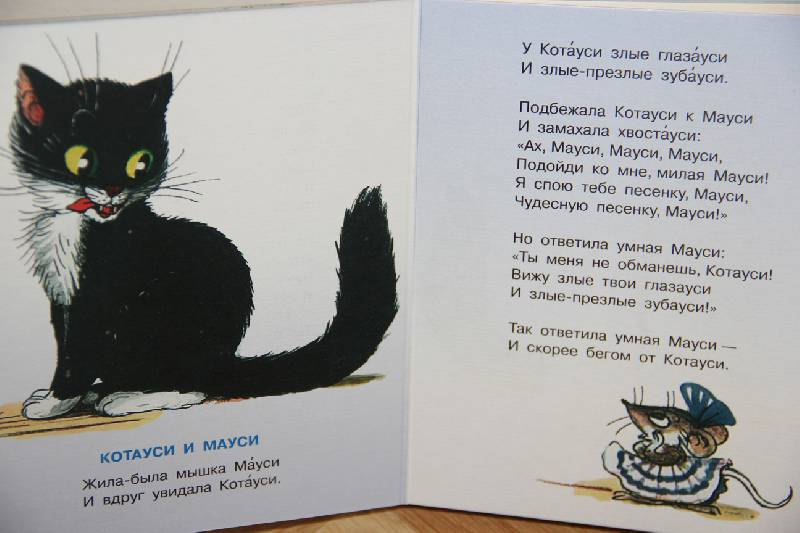 КОТАУСИ И МАУСИ
Жила-была мышка Ма́уси
И вдруг увидала Кота́уси.
У Кота́уси злые глаза́уси
И злые-презлые зуба́уси.
Подбежала Котауси к Мауси
И замахала хвоста́уси:
«Ах, Мауси, Мауси, Мауси,
Подойди ко мне, милая Мауси!
Я спою тебе песенку, Мауси,
Чудесную песенку, Мауси!»
Но ответила умная Мауси:
«Ты меня не обманешь, Котауси!
Вижу злые твои глазауси
И злые-презлые зубауси!»
Так ответила умная Мауси —
И скорее бегом от Котауси.